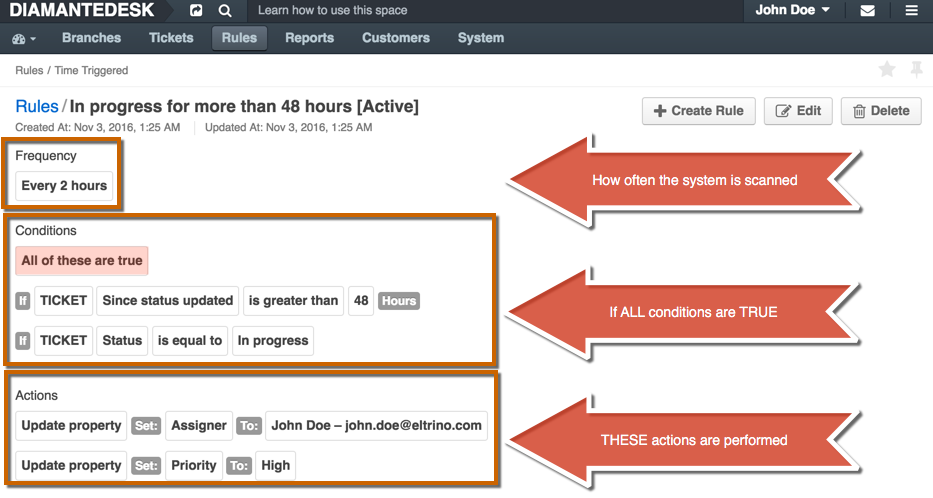 DIAMANTEDESK Learn how to use this space John Doe
Branches Tickets Rules Reports Customers System
Rules / Time Triggered
Rules / In progress for more than 48 hours [Active] Create Rule Edit Delete
Created At: Nov 3, 2016, 1:25 AM Updated At: Nov 3, 2016, 1:25 AM
Frequency
Every 2 hours
How often the system is scanned
Conditions
All of these are true
If TICKET Since status updated is greater than 48 Hours
If ALL conditions are TRUE
If TICKET Status is equal to In progress
Actions
Update property Set: Assigner To: John Doe – john.doe@eltrino.com
THESE actions are performed
Update property Set: Priority To: High